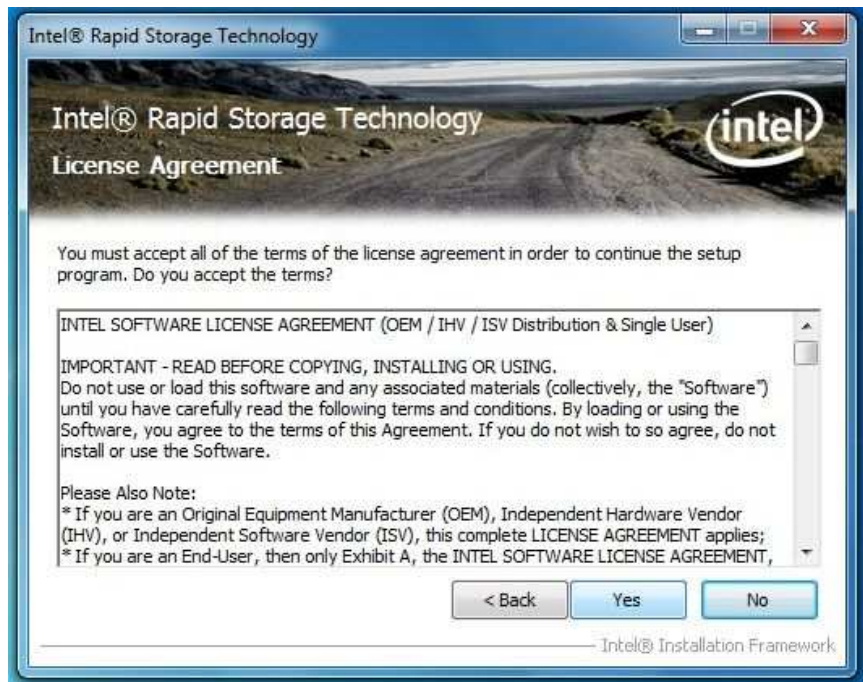 Intel® Rapid Storage Technology
Intel® Rapid Storage Technology
intel
License Agreement
You must accept all of the terms of the license agreement in order to continue the setup
program. Do you accept the terms?
INTEL SOFTWARE LICENSE AGREEMENT (OEM / IHV / ISV Distribution & Single User)
IMPORTANT - READ BEFORE COPYING, INSTALLING OR USING.
Do not use or load this software and any associated materials (collectively, the "Software")
until you have carefully read the following terms and conditions. By loading or using the
Software, you agree to the terms of this Agreement. If you do not wish to so agree, do not
install or use the Software.
Please Also Note:
* If you are an Original Equipment Manufacturer (OEM), Independent Hardware Vendor
(IHV), or Independent Software Vendor (ISV), this complete LICENSE AGREEMENT applies;
* If you are an End-User, then only Exhibit A, the INTEL SOFTWARE LICENSE AGREEMENT,
< Back Yes No
Intel® Installation Framework